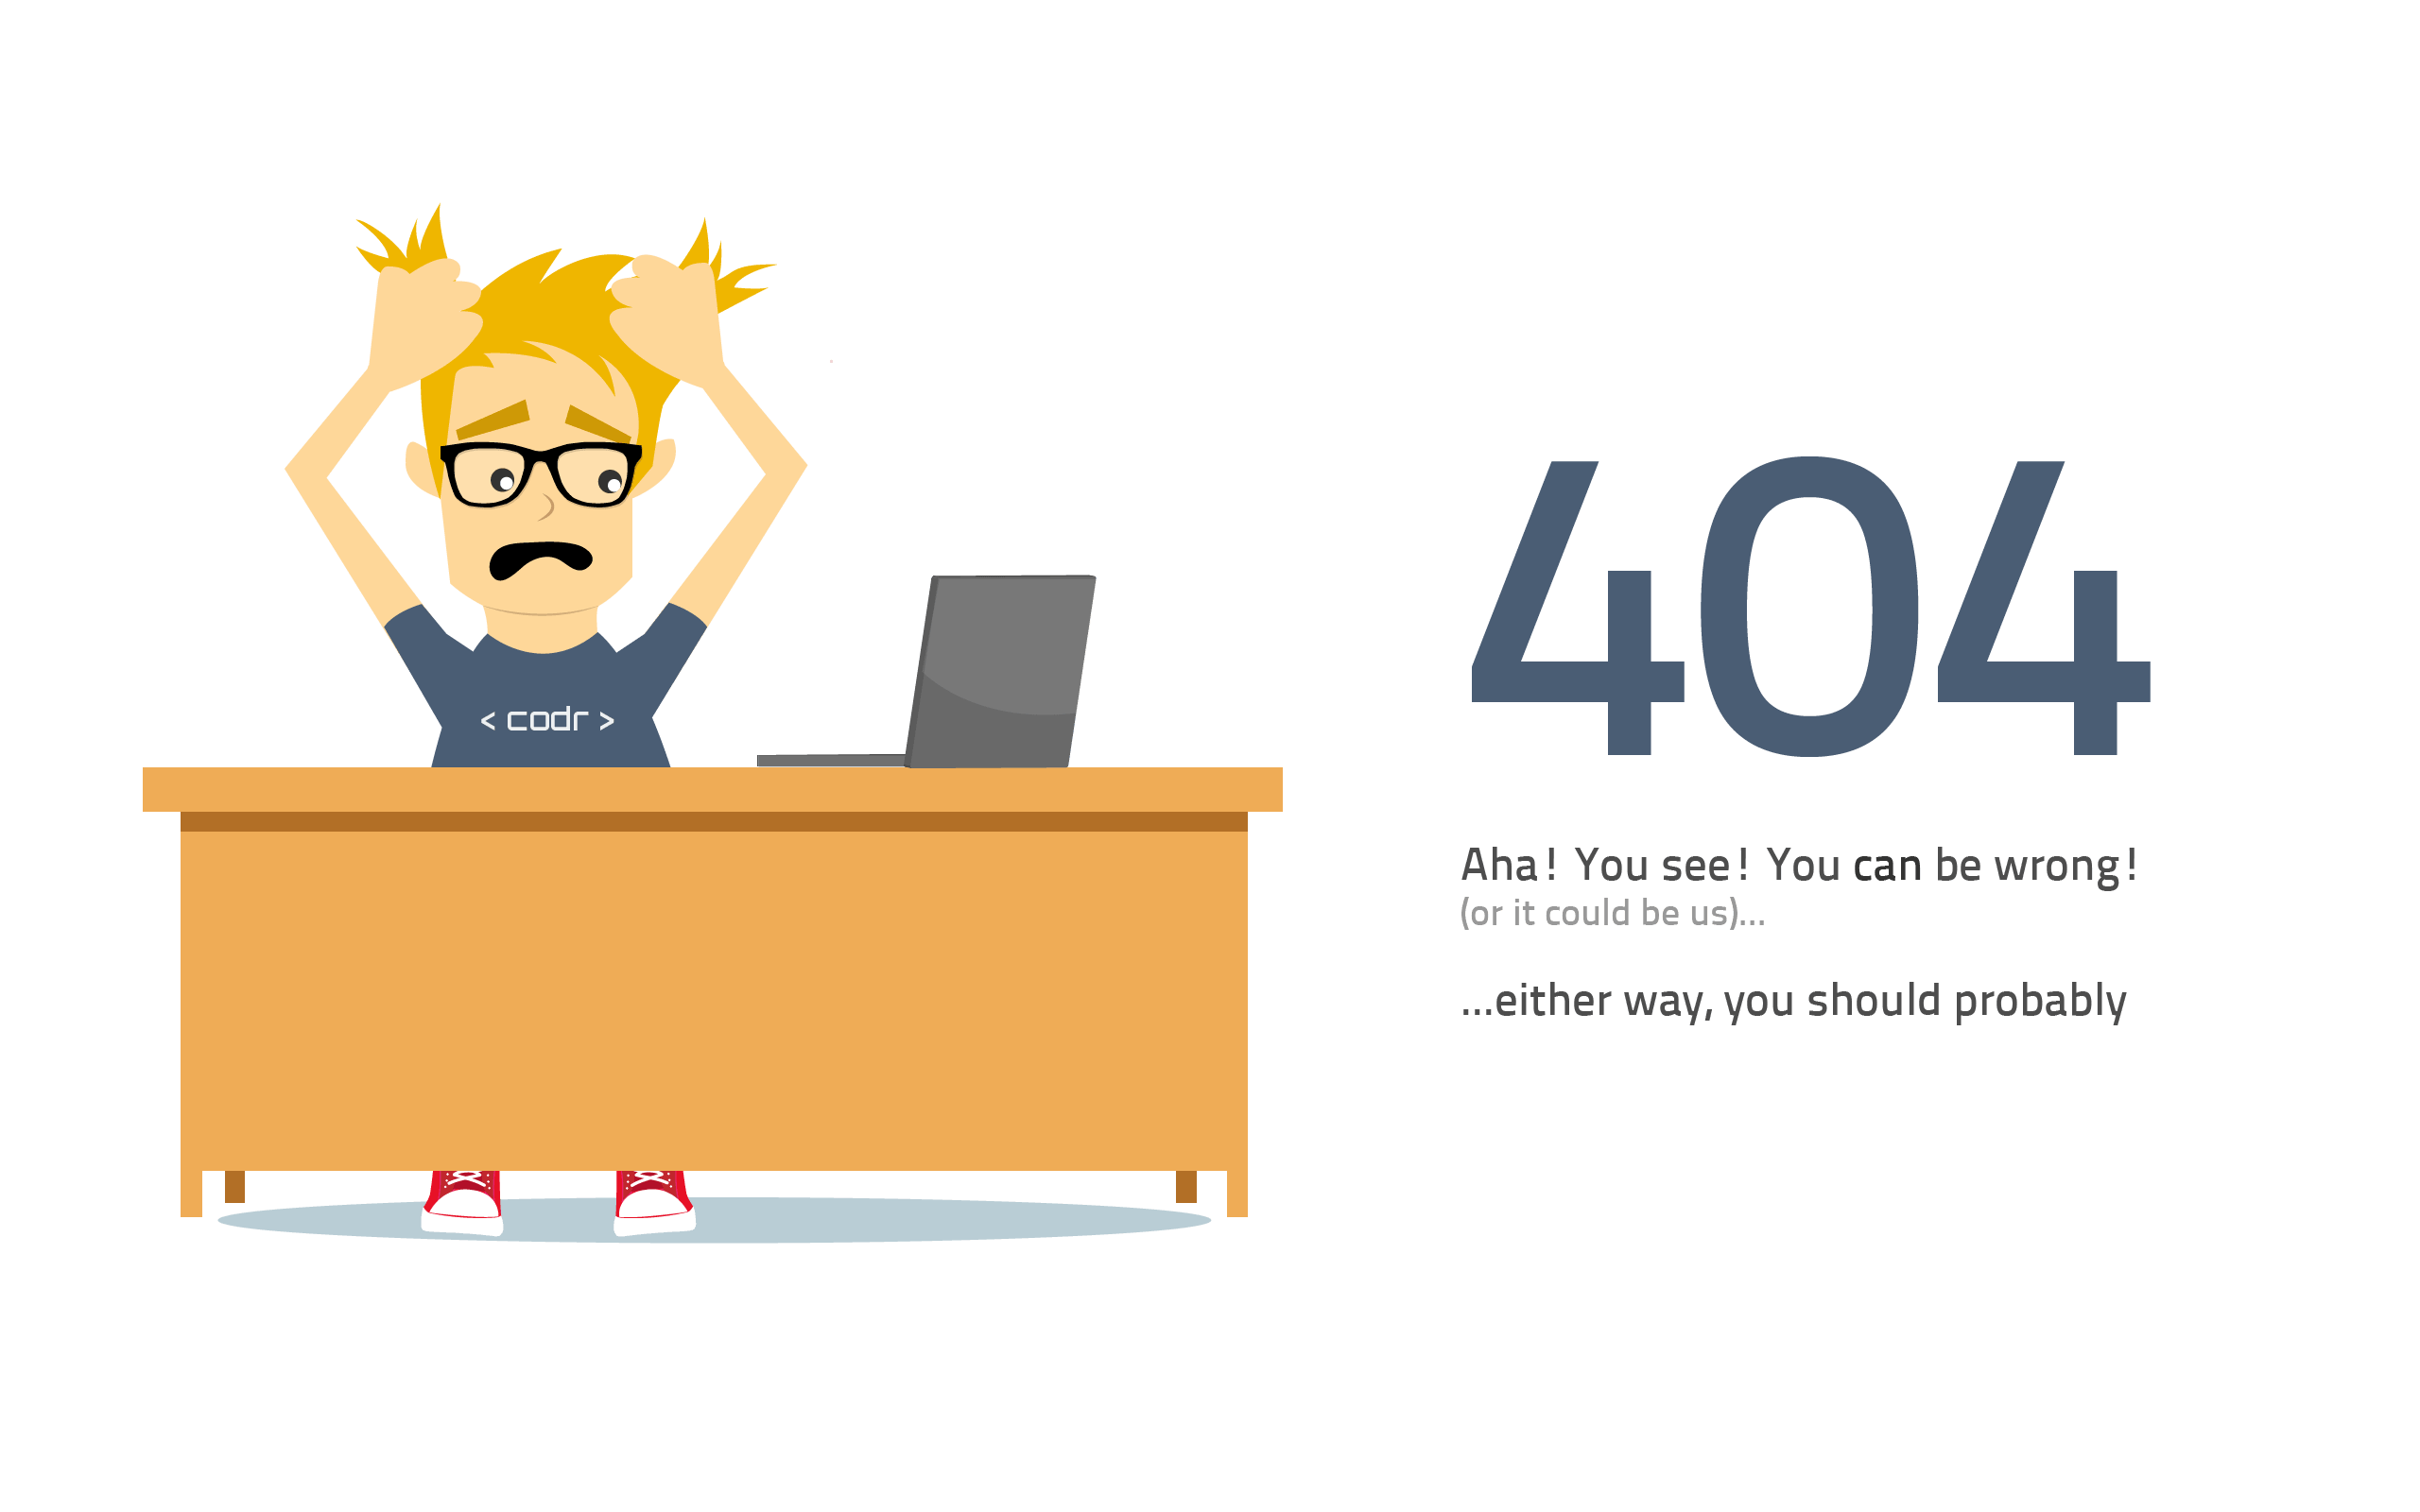 404
< codr >
Aha! You see! You can be wrong!
(or it could be us)...
...either way, you should probably